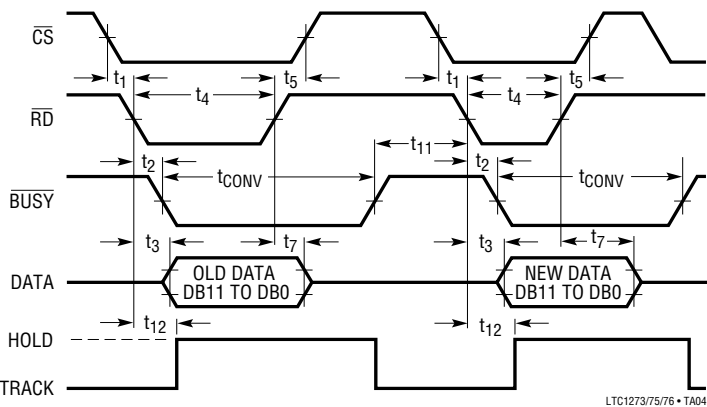 CS
t1 t5 t1 t5
t4 t4
RD
t11
t2 t2
tCONV tCONV
BUSY
t3 t7 t3 t7
OLD DATA NEW DATA
DATA
DB11 TO DB0 DB11 TO DB0
t12 t12
HOLD
TRACK
LTC1273/75/76 • TA04